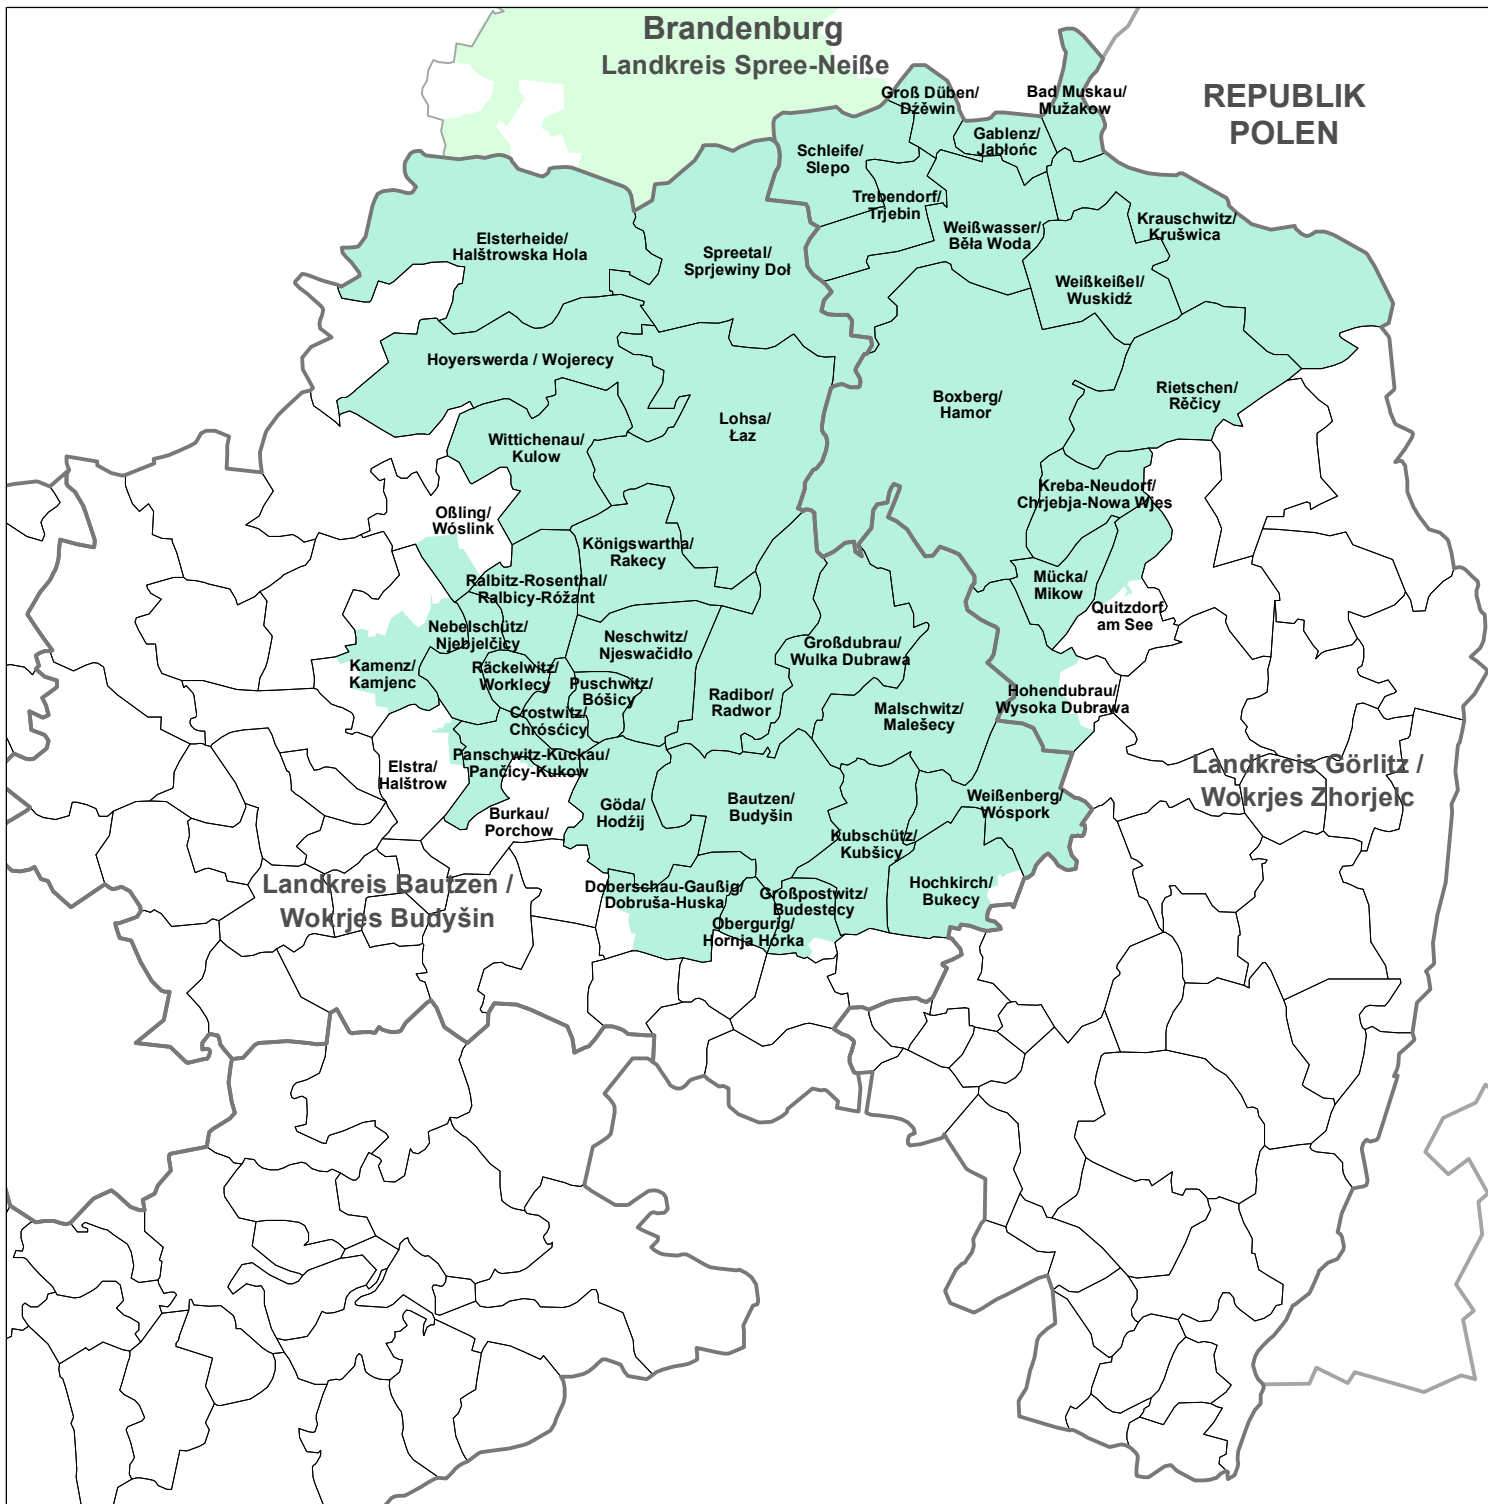 Brandenburg
Landkreis Spree-Neiße
REPUBLIK
POLEN
Groß Düben/
Dźěwin
Bad Muskau/
Mužakow
Gablenz/
Jabłońc
Schleife/
Slepo
Trebendorf/
Trjebin
Weißwasser/
Běła Woda
Krauschwitz/
Krušwica
Elsterheide/
Halštrowska Hola
Spreetal/
Sprjewiny Doł
Weißkeißel/
Wuskidź
Hoyerswerda / Wojerecy
Boxberg/
Hamor
Rietschen/
Rěčicy
Lohsa/
Łaz
Wittichenau/
Kulow
Kreba-Neudorf/
Chrjebja-Nowa Wjes
Oßling/
Wóslink
Königswartha/
Rakecy
Ralbitz-Rosenthal/
Ralbicy-Róžant
Mücka/
Mikow
Quitzdorf
am See
Nebelschütz/
Njebjelčicy
Neschwitz/
Njeswačidło
Großdubrau/
Wulka Dubrawa
Kamenz/
Kamjenc
Räckelwitz/
Worklecy
Puschwitz/
Bóšicy
Radibor/
Radwor
Malschwitz/
Malešecy
Hohendubrau/
Wysoka Dubrawa
Crostwitz/
Chrósćicy
Elstra/
Halštrow
Panschwitz-Kuckau/
Pančicy-Kukow
Landkreis Görlitz /
Wokrjes Zhorjelc
Burkau/
Porchow
Göda/
Hodźij
Bautzen/
Budyšin
Weißenberg/
Wóspork
Kubschütz/
Kubšicy
Landkreis Bautzen /
Wokrjes Budyšin
Doberschau-Gaußig/
Dobruša-Huska
Großpostwitz/
Budestecy
Hochkirch/
Bukecy
Obergurig/
Hornja Hórka